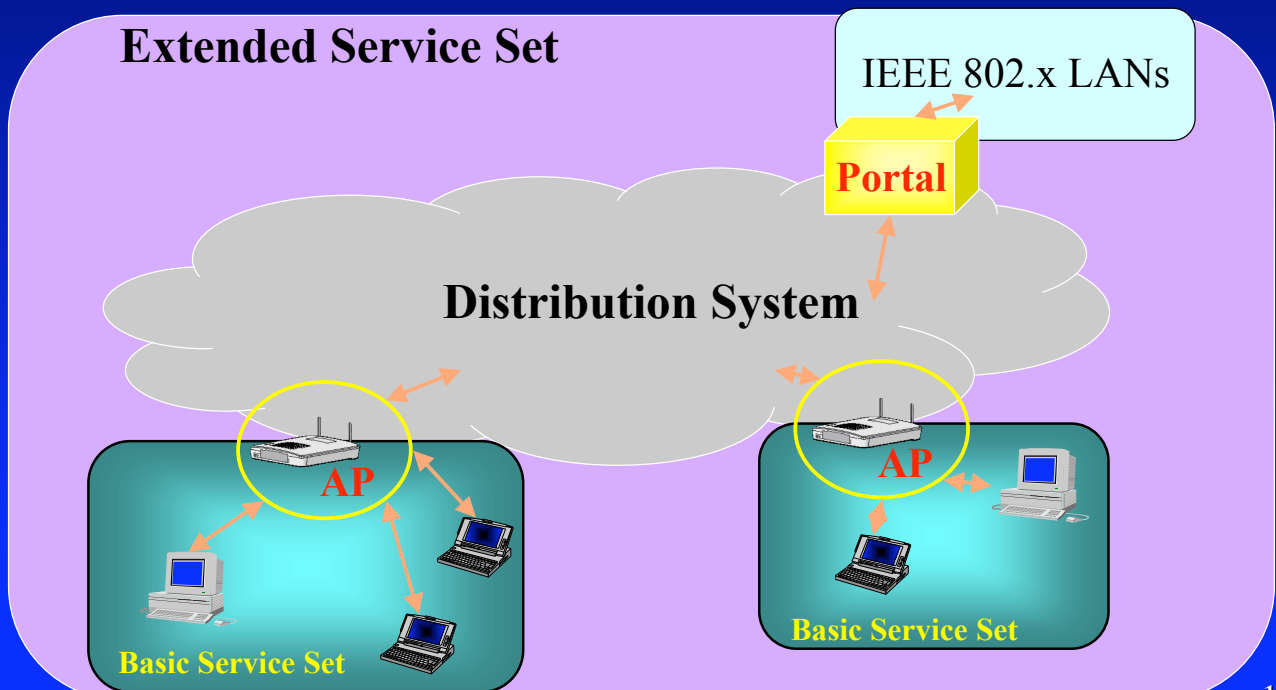 Extended Service Set
IEEE 802.x LANs
Portal
Distribution System
AP
AP
Basic Service Set
Basic Service Set